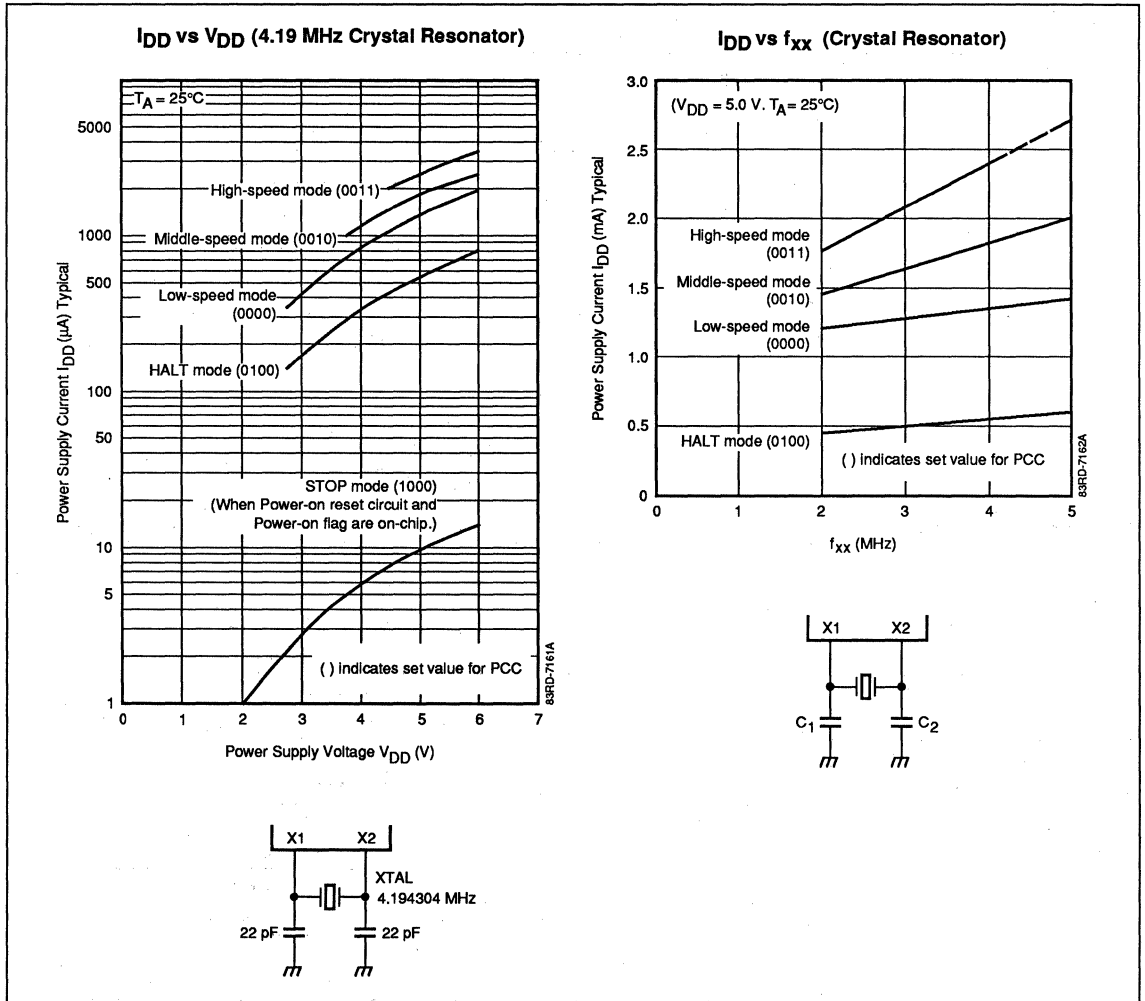 IDD vs VDD (4.19 MHz Crystal Resonator)
TA = 25°C
5000
1000
500
100
50
10
5
1
Power Supply Current IDD (µA) Typical
High-speed mode (0011)
Middle-speed mode (0010)
Low-speed mode
(0000)
HALT mode (0100)
STOP mode (1000)
(When Power-on reset circuit and
Power-on flag are on-chip.)
( ) indicates set value for PCC
83RD-7161A
0 1 2 3 4 5 6 7
Power Supply Voltage VDD (V)
X1 X2
XTAL
4.194304 MHz
22 pF 22 pF
IDD vs fXX (Crystal Resonator)
(VDD = 5.0 V. TA = 25°C)
3.0
2.5
2.0
1.5
1.0
0.5
0
Power Supply Current IDD (mA) Typical
High-speed mode
(0011)
Middle-speed mode
(0010)
Low-speed mode
(0000)
HALT mode (0100)
( ) indicates set value for PCC
83RD-7162A
0 1 2 3 4 5
fXX (MHz)
X1 X2
C1 C2